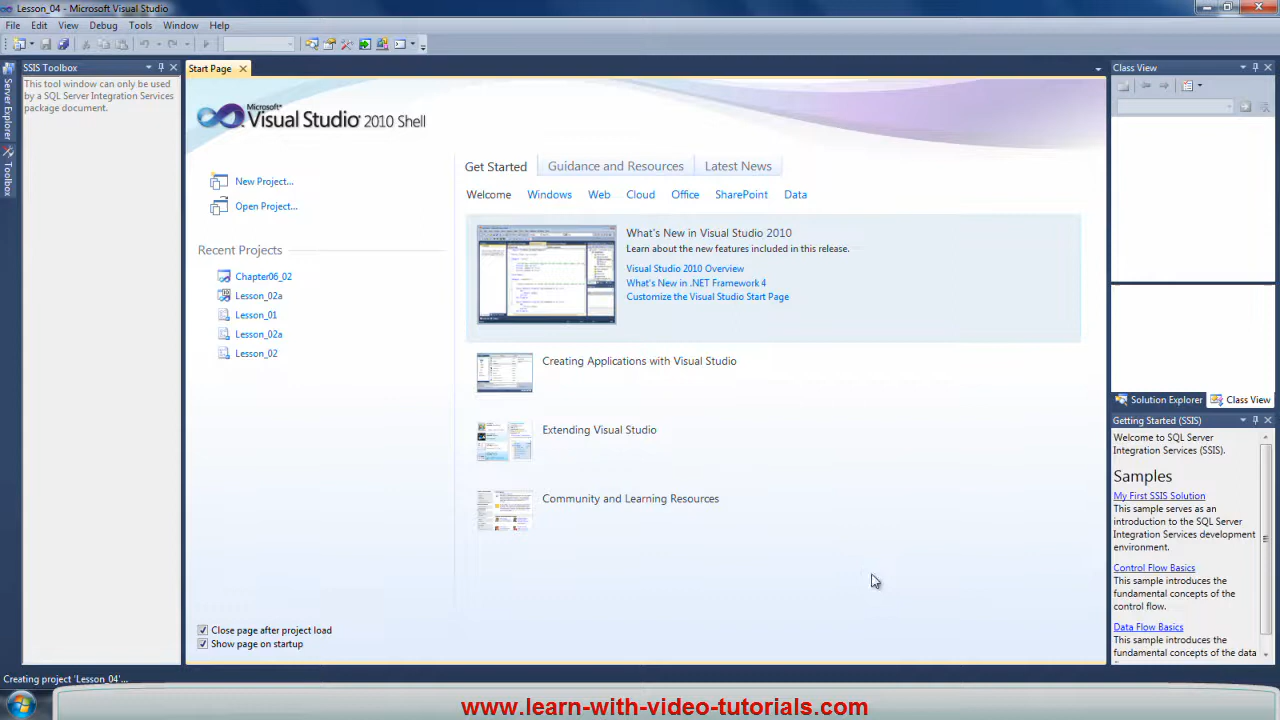 Lesson_04 - Microsoft Visual Studio
File Edit View Debug Tools Window Help
SSIS Toolbox
This tool window can only be used
by a SQL Server Integration Services
package document.
Server Explorer
Toolbox
Start Page
Microsoft®
Visual Studio® 2010 Shell
New Project...
Open Project...
Recent Projects
Chapter06_02
Lesson_02a
Lesson_01
Lesson_02a
Lesson_02
Close page after project load
Show page on startup
Get Started Guidance and Resources Latest News
Welcome Windows Web Cloud Office SharePoint Data
What's New in Visual Studio 2010
Learn about the new features included in this release.
Visual Studio 2010 Overview
What's New in .NET Framework 4
Customize the Visual Studio Start Page
Creating Applications with Visual Studio
Extending Visual Studio
Community and Learning Resources
Class View
Solution Explorer Class View
Getting Started (SSIS)
Welcome to SQL Server
Integration Services (SSIS).
Samples
My First SSIS Solution
This sample serves as an
introduction to the SQL Server
Integration Services development
environment.
Control Flow Basics
This sample introduces the
fundamental concepts of the
control flow.
Data Flow Basics
This sample introduces the
fundamental concepts of the data
Creating project 'Lesson_04'...
www.learn-with-video-tutorials.com